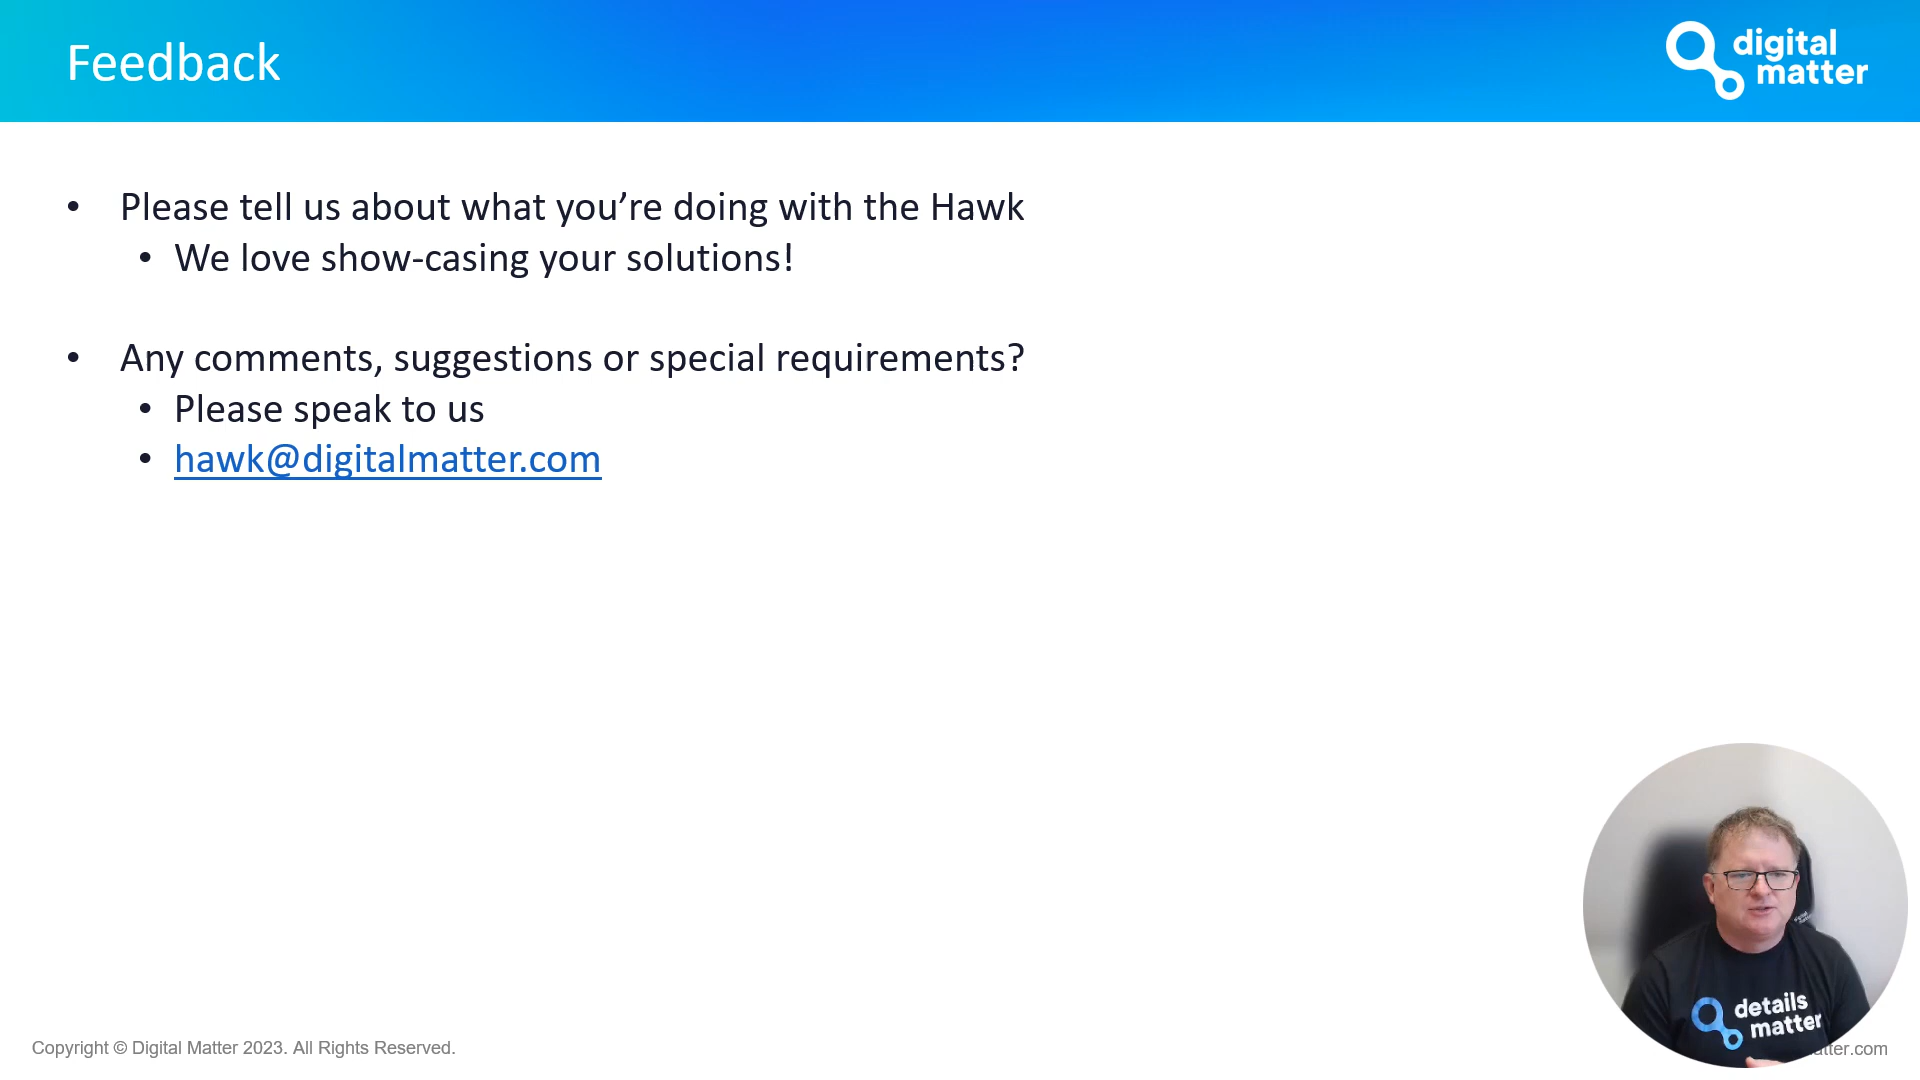 Feedback
digital
matter
• Please tell us about what you’re doing with the Hawk
• We love show-casing your solutions!
• Any comments, suggestions or special requirements?
• Please speak to us
• hawk@digitalmatter.com
details
matter
Copyright © Digital Matter 2023. All Rights Reserved.
atter.com